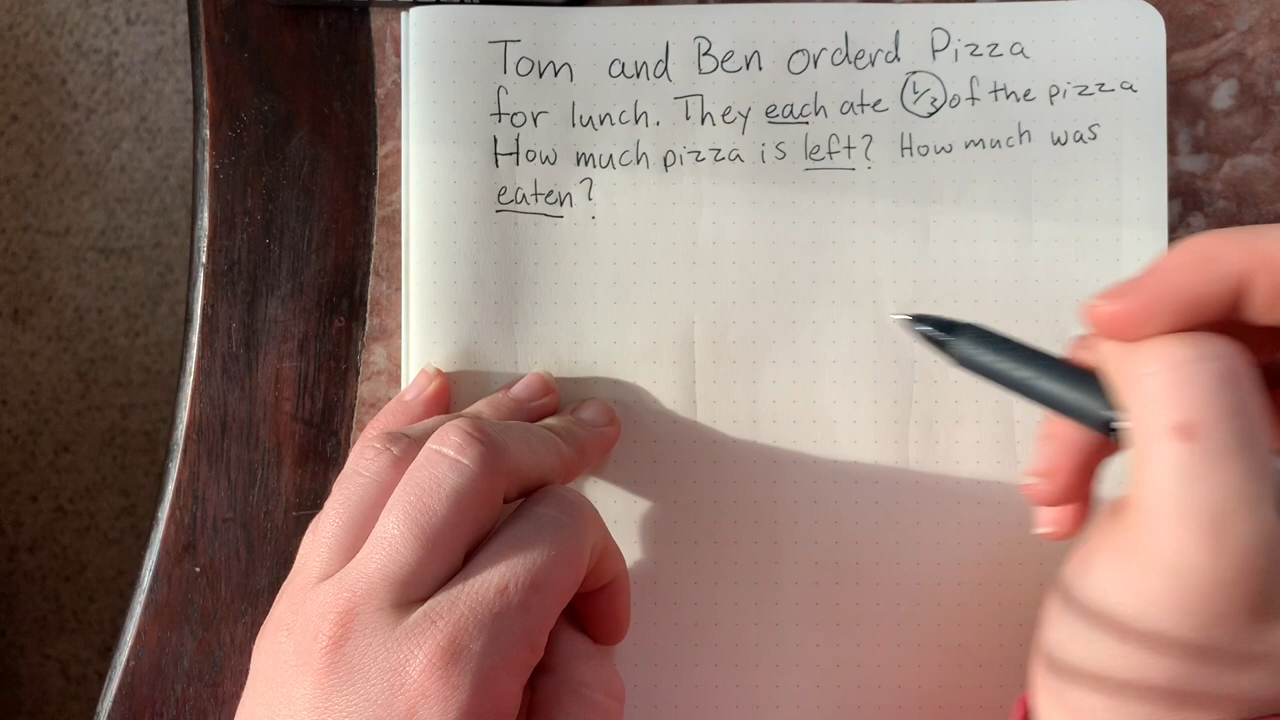 Tom and Ben orderd Pizza
for lunch. They each ate 1/3 of the pizza
How much pizza is left? How much was
eaten?